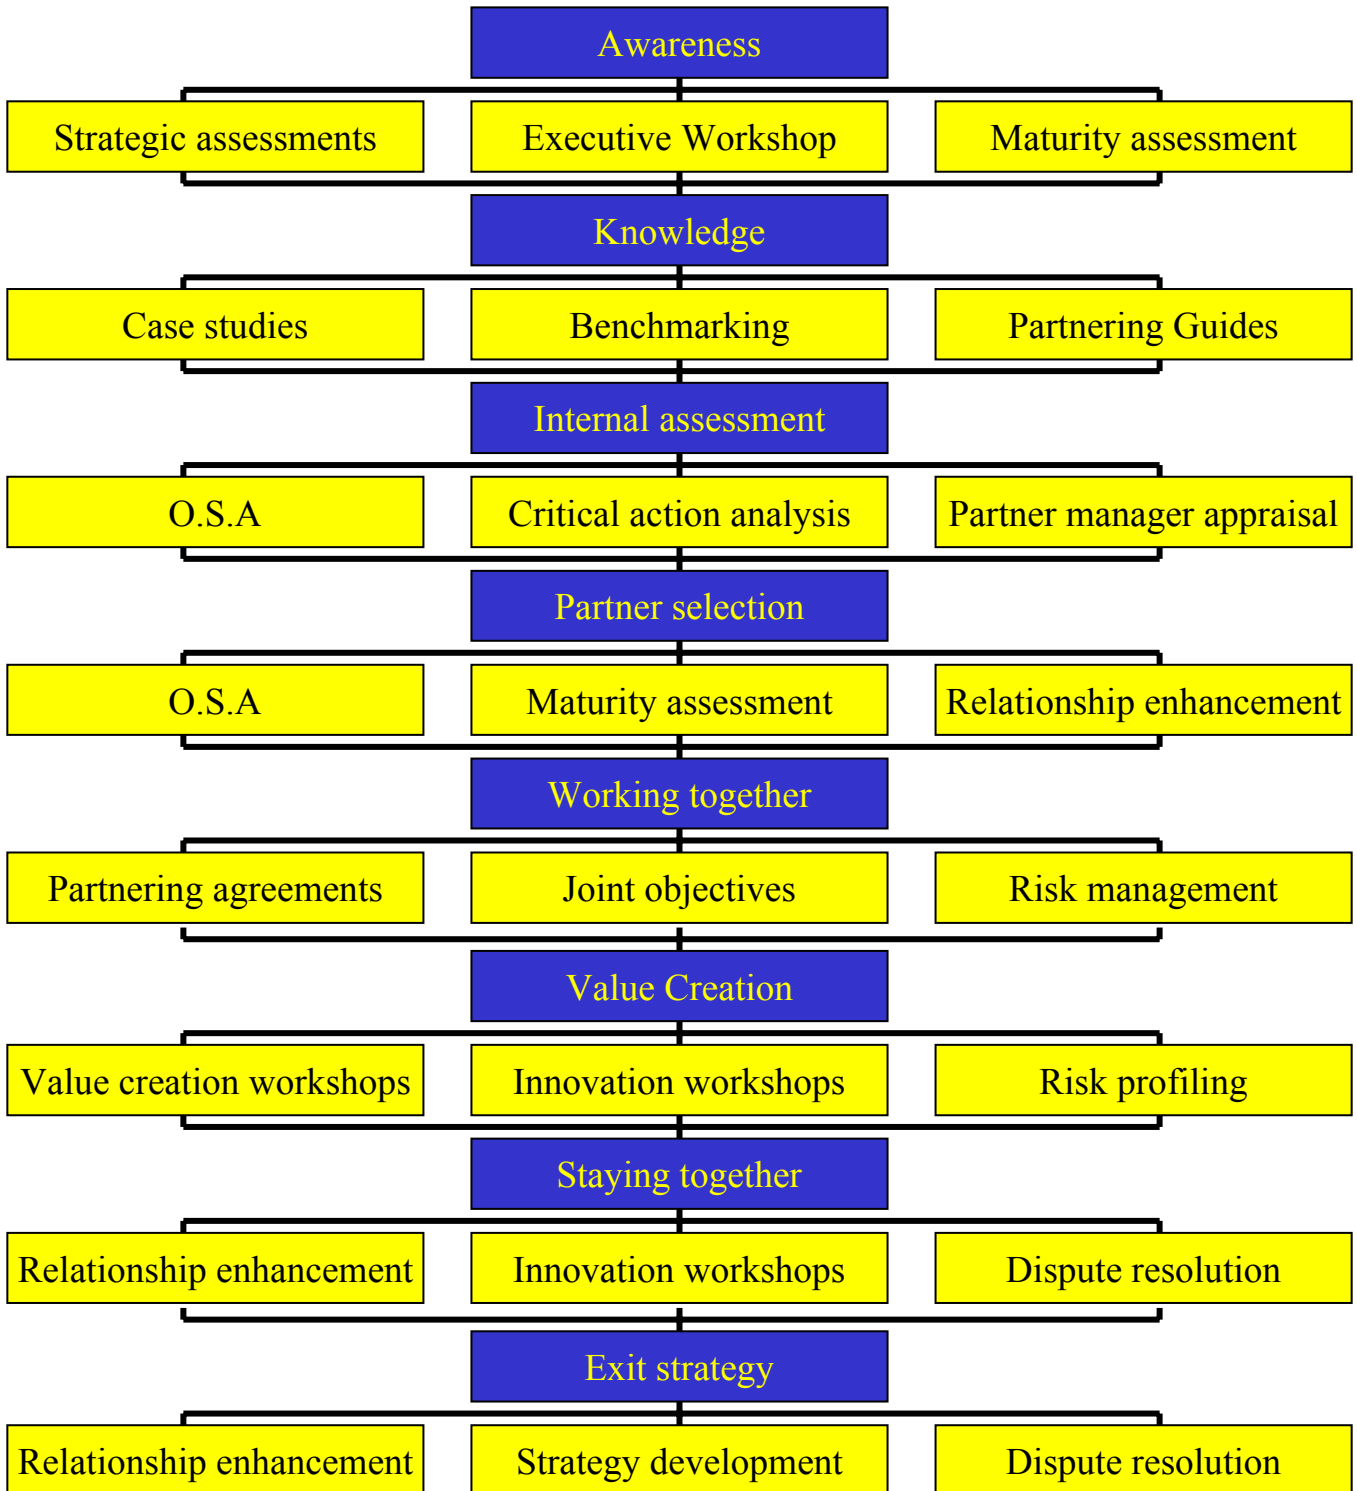 Awareness
Strategic assessments
Executive Workshop
Maturity assessment
Knowledge
Case studies
Benchmarking
Partnering Guides
Internal assessment
O.S.A
Critical action analysis
Partner manager appraisal
Partner selection
O.S.A
Maturity assessment
Relationship enhancement
Working together
Partnering agreements
Joint objectives
Risk management
Value Creation
Value creation workshops
Innovation workshops
Risk profiling
Staying together
Relationship enhancement
Innovation workshops
Dispute resolution
Exit strategy
Relationship enhancement
Strategy development
Dispute resolution